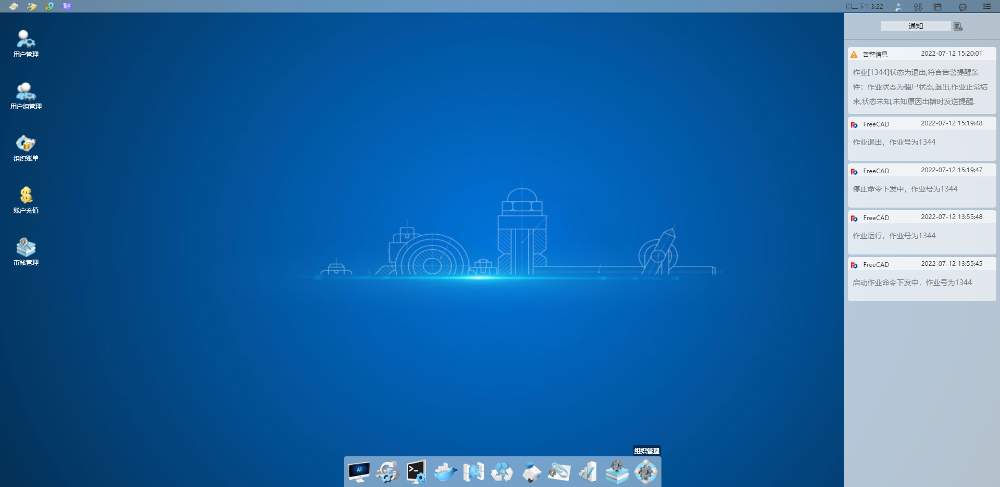 周二下午3:22
用户管理
用户组管理
组织账单
账户充值
审核管理
通知
告警信息 2022-07-12 15:20:01
作业[1344]状态为退出,符合告警提醒条
件：作业状态为僵尸状态,退出,作业正常结
束,状态未知,未知原因出错时发送提醒.
FreeCAD 2022-07-12 15:19:48
作业退出，作业号为1344
FreeCAD 2022-07-12 15:19:47
停止命令下发中，作业号为1344
FreeCAD 2022-07-12 13:55:48
作业运行，作业号为1344
FreeCAD 2022-07-12 13:55:45
启动作业命令下发中，作业号为1344
组织管理
Ai